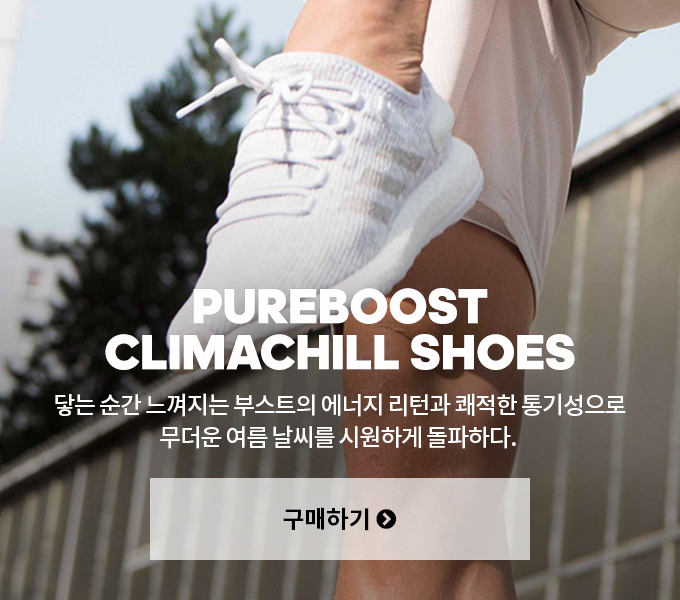 PUREBOOST
CLIMACHILL SHOES
닿는 순간 느껴지는 부스트의 에너지 리턴과 쾌적한 통기성으로
무더운 여름 날씨를 시원하게 돌파하다.
구매하기